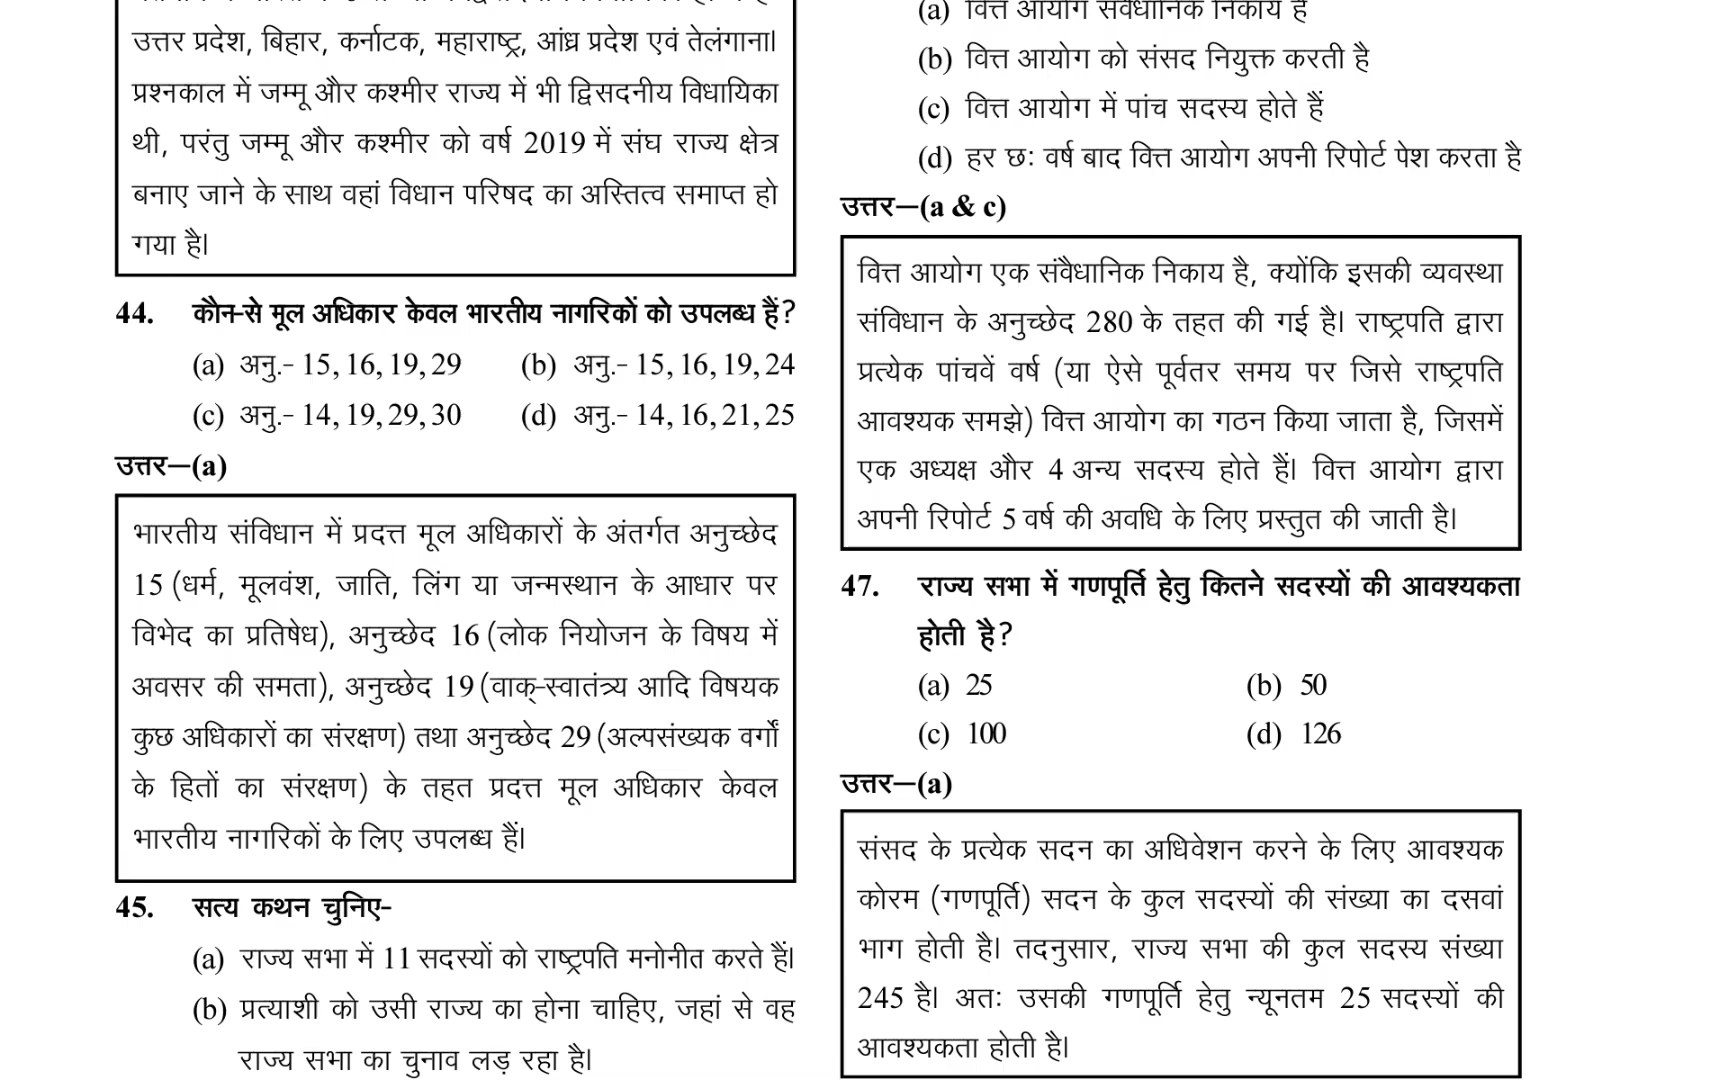 उत्तर प्रदेश, बिहार, कर्नाटक, महाराष्ट्र, आंध्र प्रदेश एवं तेलंगाना।
प्रश्नकाल में जम्मू और कश्मीर राज्य में भी द्विसदनीय विधायिका
थी, परंतु जम्मू और कश्मीर को वर्ष 2019 में संघ राज्य क्षेत्र
बनाए जाने के साथ वहां विधान परिषद का अस्तित्व समाप्त हो
गया है।
44. कौन-से मूल अधिकार केवल भारतीय नागरिकों को उपलब्ध हैं?
(a) अनु.- 15, 16, 19, 29 (b) अनु.- 15, 16, 19, 24
(c) अनु.- 14, 19, 29, 30 (d) अनु.- 14, 16, 21, 25
उत्तर—(a)
भारतीय संविधान में प्रदत्त मूल अधिकारों के अंतर्गत अनुच्छेद
15 (धर्म, मूलवंश, जाति, लिंग या जन्मस्थान के आधार पर
विभेद का प्रतिषेध), अनुच्छेद 16 (लोक नियोजन के विषय में
अवसर की समता), अनुच्छेद 19 (वाक्-स्वातंत्र्य आदि विषयक
कुछ अधिकारों का संरक्षण) तथा अनुच्छेद 29 (अल्पसंख्यक वर्गों
के हितों का संरक्षण) के तहत प्रदत्त मूल अधिकार केवल
भारतीय नागरिकों के लिए उपलब्ध हैं।
45. सत्य कथन चुनिए-
(a) राज्य सभा में 11 सदस्यों को राष्ट्रपति मनोनीत करते हैं।
(b) प्रत्याशी को उसी राज्य का होना चाहिए, जहां से वह
राज्य सभा का चुनाव लड़ रहा है।
(a) वित्त आयोग संवैधानिक निकाय है
(b) वित्त आयोग को संसद नियुक्त करती है
(c) वित्त आयोग में पांच सदस्य होते हैं
(d) हर छः वर्ष बाद वित्त आयोग अपनी रिपोर्ट पेश करता है
उत्तर—(a & c)
वित्त आयोग एक संवैधानिक निकाय है, क्योंकि इसकी व्यवस्था
संविधान के अनुच्छेद 280 के तहत की गई है। राष्ट्रपति द्वारा
प्रत्येक पांचवें वर्ष (या ऐसे पूर्वतर समय पर जिसे राष्ट्रपति
आवश्यक समझे) वित्त आयोग का गठन किया जाता है, जिसमें
एक अध्यक्ष और 4 अन्य सदस्य होते हैं। वित्त आयोग द्वारा
अपनी रिपोर्ट 5 वर्ष की अवधि के लिए प्रस्तुत की जाती है।
47. राज्य सभा में गणपूर्ति हेतु कितने सदस्यों की आवश्यकता
होती है?
(a) 25 (b) 50
(c) 100 (d) 126
उत्तर—(a)
संसद के प्रत्येक सदन का अधिवेशन करने के लिए आवश्यक
कोरम (गणपूर्ति) सदन के कुल सदस्यों की संख्या का दसवां
भाग होती है। तदनुसार, राज्य सभा की कुल सदस्य संख्या
245 है। अतः उसकी गणपूर्ति हेतु न्यूनतम 25 सदस्यों की
आवश्यकता होती है।